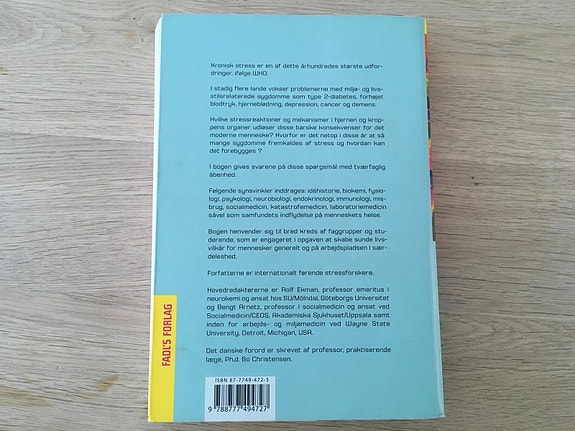 Kronisk stress er en af dette århundredes største udfor-
dringer, ifølge WHO.
I stadig flere lande vokser problemerne med miljø- og livs-
stilsrelaterede sygdomme som type 2-diabetes, forhøjet
blodtryk, hjerneblødning, depression, cancer og demens.
Hvilke stressreaktioner og mekanismer i hjernen og krop-
pens organer udløser disse barske konsekvenser for det
moderne menneske? Hvorfor er det netop i disse år at så
mange sygdomme fremkaldes af stress og hvordan kan
det forebygges ?
I bogen gives svarene på disse spørgsmål med tværfaglig
åbenhed.
Følgende synsvinkler inddrages: idéhistorie, biokemi, fysio-
logi, psykologi, neurobiologi, endokrinologi, immunologi, mis-
brug, socialmedicin, katastrofemedicin, laboratoriemedicin
såvel som samfundets indflydelse på menneskets helse.
Bogen henvender sig til bred kreds af faggrupper og stu-
derende, som er engageret i opgaven at skabe sunde livs-
vilkår for mennesker generelt og på arbejdspladsen i sær-
deleshed.
Forfatterne er internationalt førende stressforskere.
Hovedredaktørerne er Rolf Ekman, professor emeritus i
neurokemi og ansat hos SU/Mölndal, Göteborgs Universitet
og Bengt Arnetz, professor i socialmedicin og ansat ved
Socialmedicin/CEOS, Akademiska Sjukhuset/Uppsala samt
inden for arbejds- og miljømedicin ved Wayne State
University, Detroit, Michigan, USA.
Det danske forord er skrevet af professor, praktiserende
læge, Ph.d. Bo Christensen.
FADL'S FORLAG
ISBN 87-7749-472-5
9 788777 494727